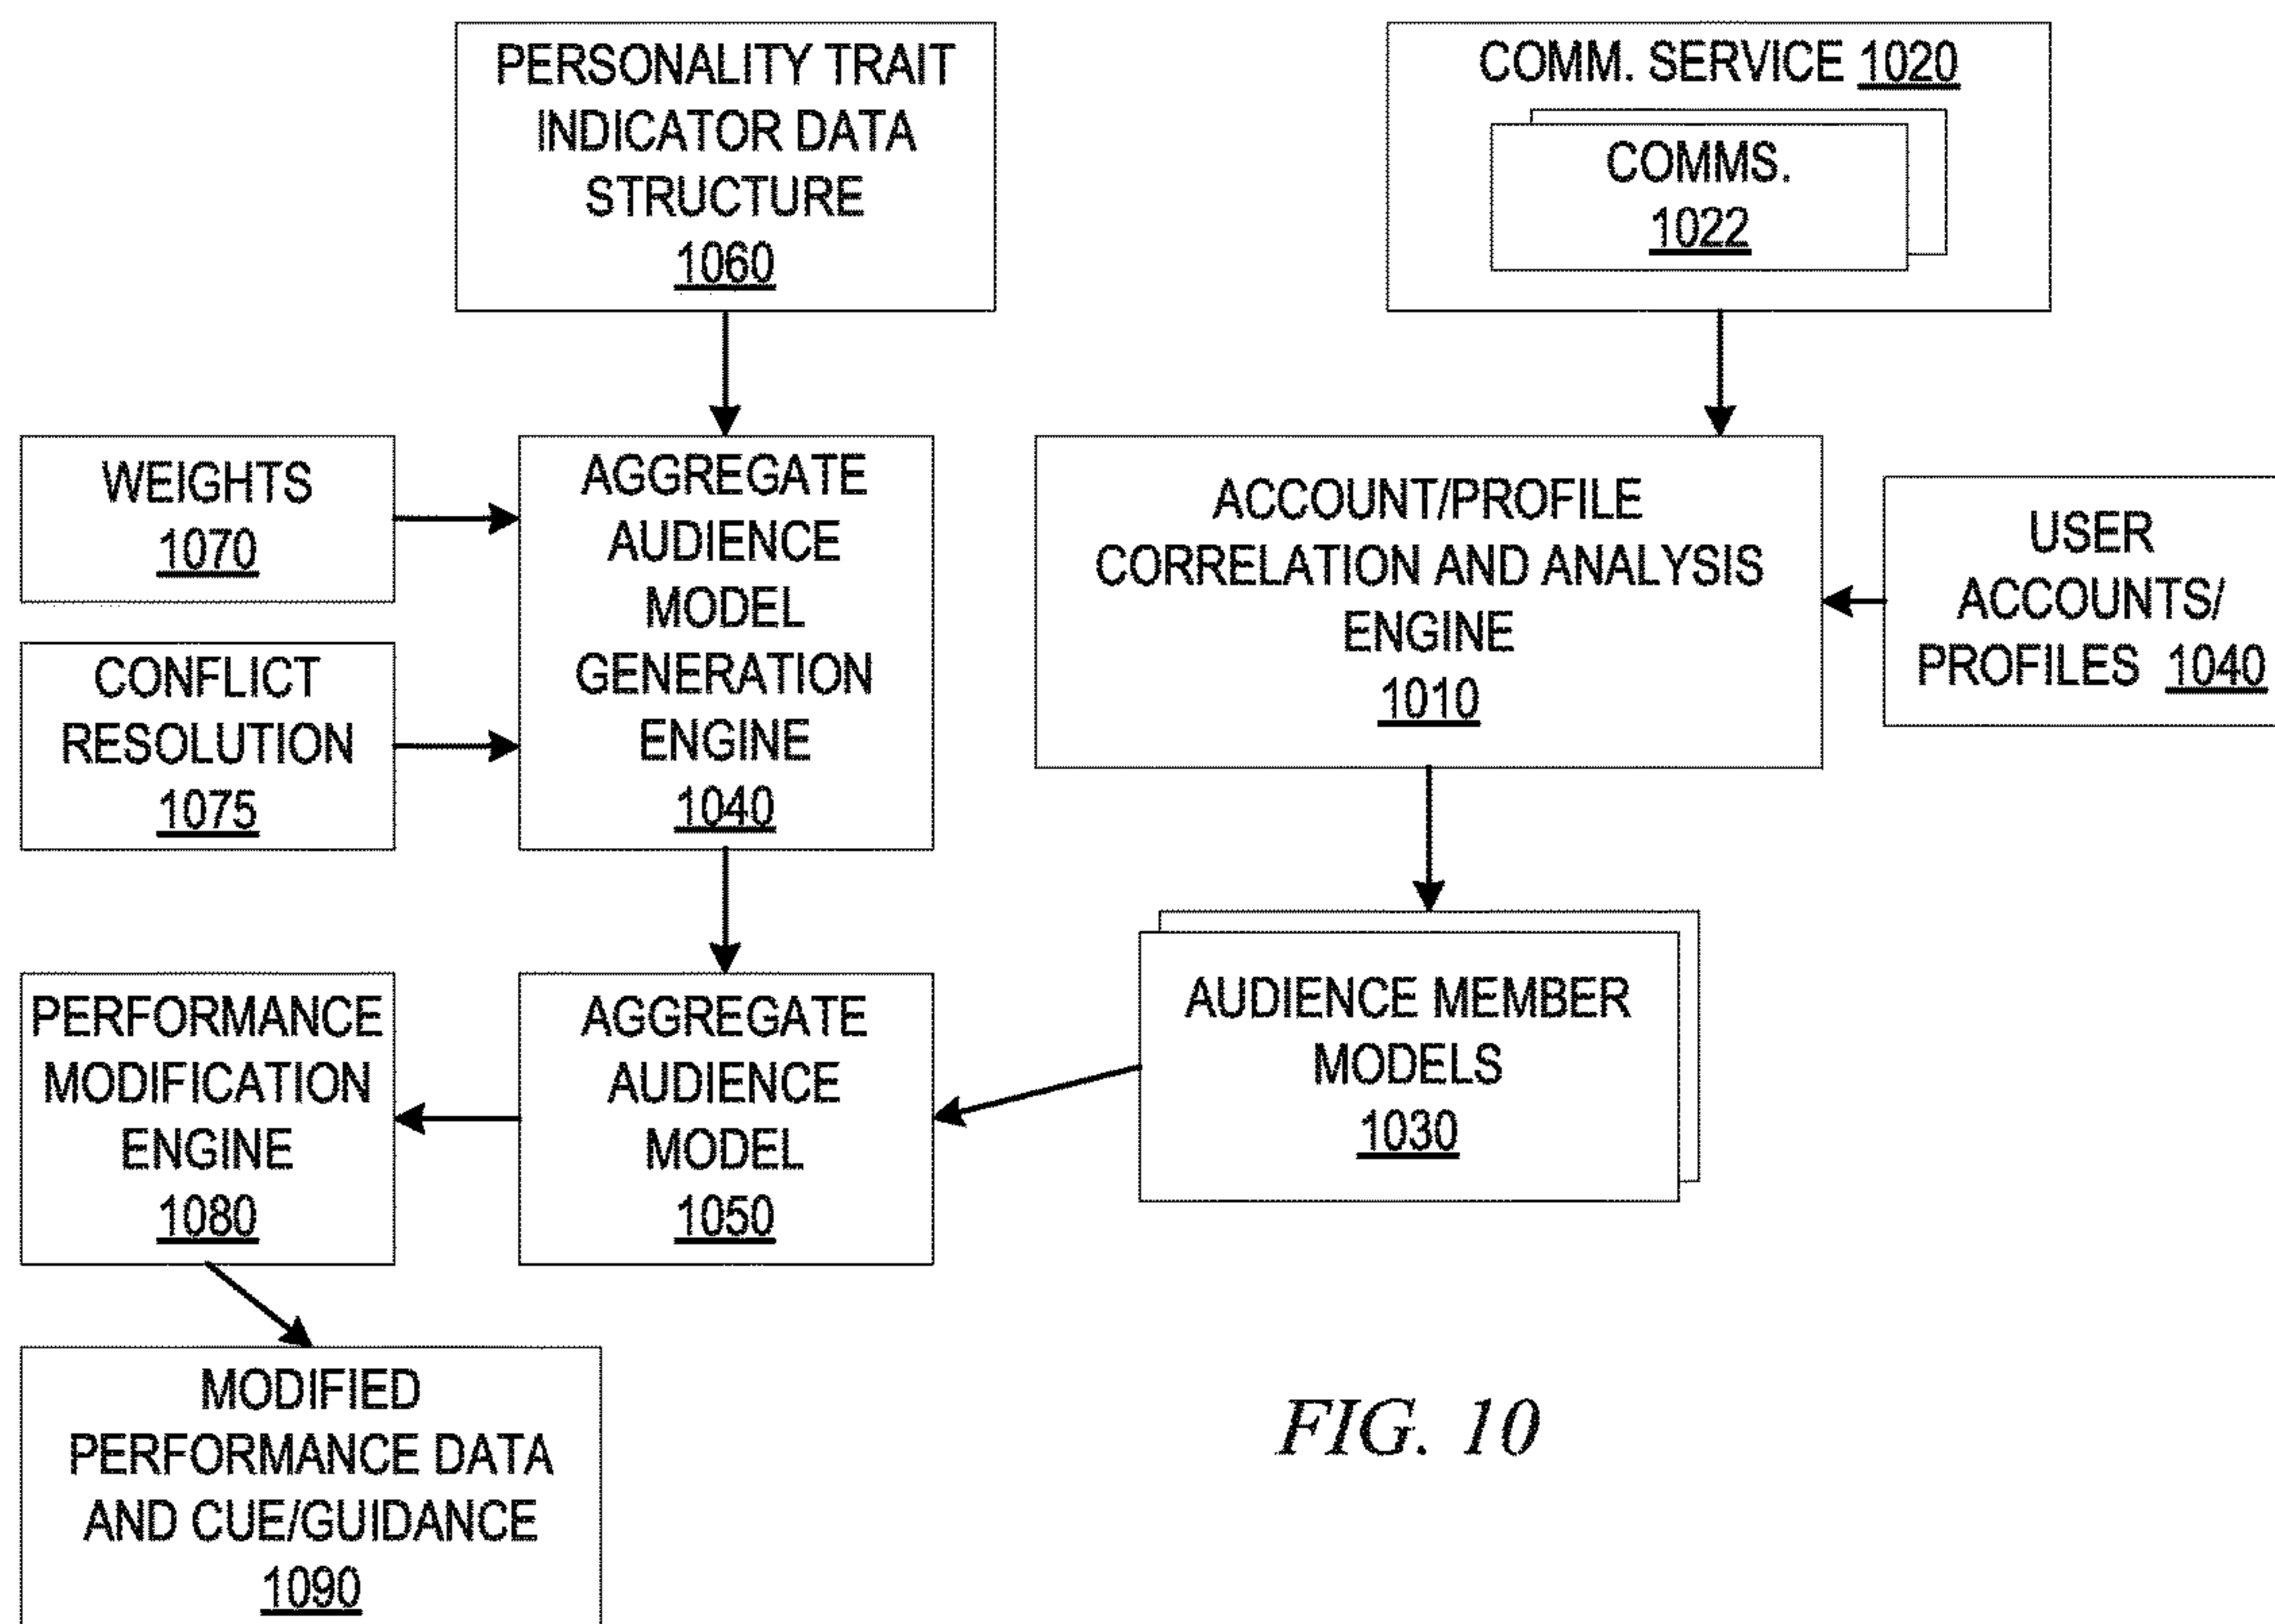 PERSONALITY TRAIT
INDICATOR DATA
STRUCTURE
1060
COMM. SERVICE 1020
COMMS.
1022
WEIGHTS
1070
CONFLICT
RESOLUTION
1075
AGGREGATE
AUDIENCE
MODEL
GENERATION
ENGINE
1040
ACCOUNT/PROFILE
CORRELATION AND ANALYSIS
ENGINE
1010
USER
ACCOUNTS/
PROFILES 1040
PERFORMANCE
MODIFICATION
ENGINE
1080
AGGREGATE
AUDIENCE
MODEL
1050
AUDIENCE MEMBER
MODELS
1030
MODIFIED
PERFORMANCE DATA
AND CUE/GUIDANCE
1090
FIG. 10